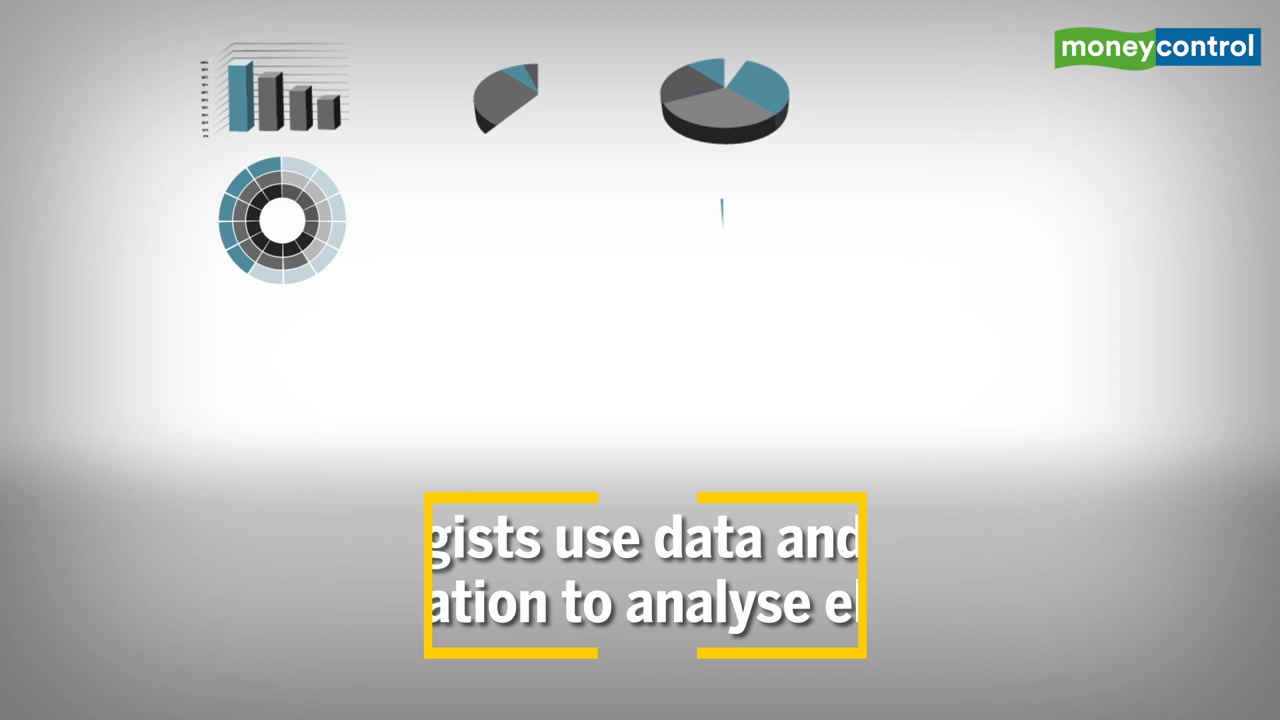 moneycontrol
gists use data and
ation to analyse el